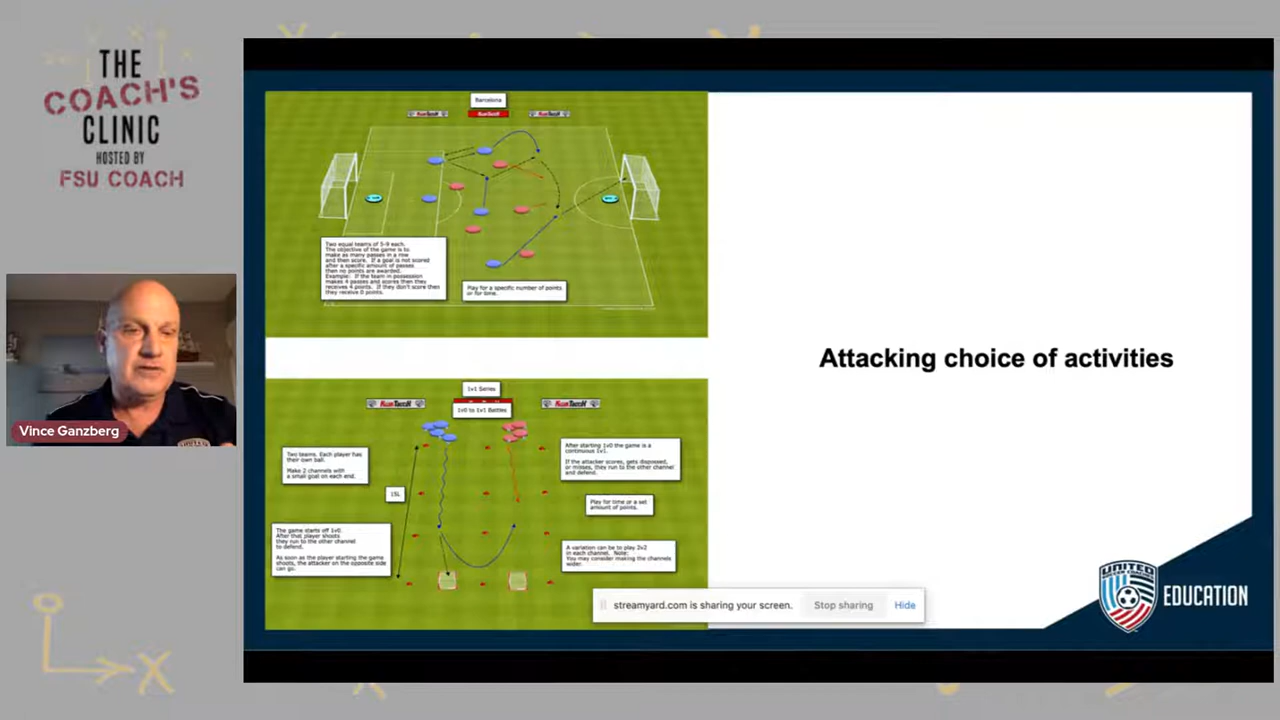 THE
COACH'S
CLINIC
HOSTED BY
FSU COACH
Vince Ganzberg
Barcelona
KwikTouch
KwikTouch
KwikTouch
Two equal teams of 5-9 each.
The objective of the game is to
make as many passes in a row
and then score. If a goal is not scored
after a specific amount of passes
then no points are awarded.
Example: If the team in possession
makes 4 passes and scores then they
receives 4 points. If they don't score then
they receive 0 points.
Play for a specific number of points
or for time.
1v1 Series
1v0 to 1v1 Battles
Two teams. Each player has
their own ball.
Make 2 channels with
a small goal on each end.
15L
The game starts off 1v0.
After that player shoots
they run to the other channel
to defend.
As soon as the player starting the game
shoots, the attacker on the opposite side
can go.
After starting 1v0 the game is a
continuous 1v1.
If the attacker scores, gets dispossed,
or misses, they run to the other channel
and defend.
Play for time or a set
amount of points.
A variation can be to play 2v2
in each channel. Note:
You may consider making the channels
wider.
Attacking choice of activities
streamyard.com is sharing your screen.
Stop sharing
Hide
UNITED
EDUCATION